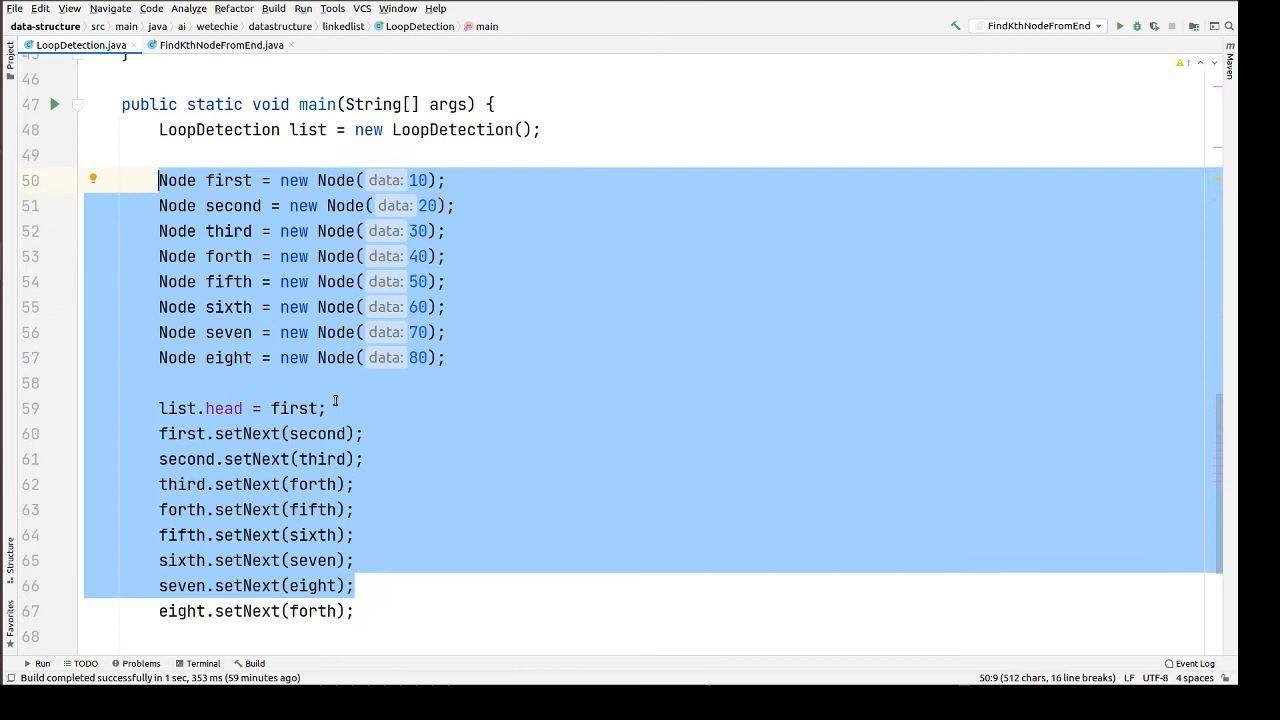 File Edit View Navigate Code Analyze Refactor Build Run Tools VCS Window Help
data-structure src main java ai wetechie datastructure linkedlist LoopDetection main FindKthNodeFromEnd
LoopDetection.java FindKthNodeFromEnd.java
Project
Maven
1
45 }
46
47 public static void main(String[] args) {
48 LoopDetection list = new LoopDetection();
49
50 Node first = new Node( data: 10);
51 Node second = new Node( data: 20);
52 Node third = new Node( data: 30);
53 Node forth = new Node( data: 40);
54 Node fifth = new Node( data: 50);
55 Node sixth = new Node( data: 60);
56 Node seven = new Node( data: 70);
57 Node eight = new Node( data: 80);
58
59 list.head = first;
60 first.setNext(second);
61 second.setNext(third);
62 third.setNext(forth);
63 forth.setNext(fifth);
64 fifth.setNext(sixth);
65 sixth.setNext(seven);
66 seven.setNext(eight);
67 eight.setNext(forth);
68
Structure
Favorites
Run TODO Problems Terminal Build Event Log
Build completed successfully in 1 sec, 353 ms (59 minutes ago) 50:9 (512 chars, 16 line breaks) LF UTF-8 4 spaces